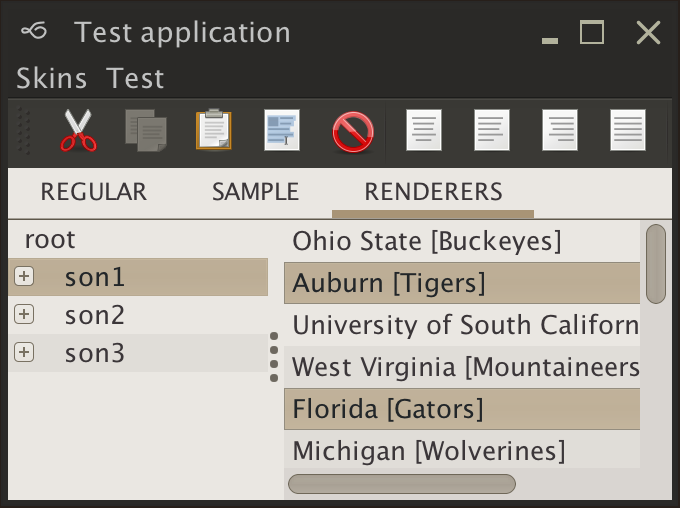 Test application
Skins Test
REGULAR SAMPLE RENDERERS
root
son1
son2
son3
Ohio State [Buckeyes]
Auburn [Tigers]
University of South Californ
West Virginia [Mountaineers
Florida [Gators]
Michigan [Wolverines]